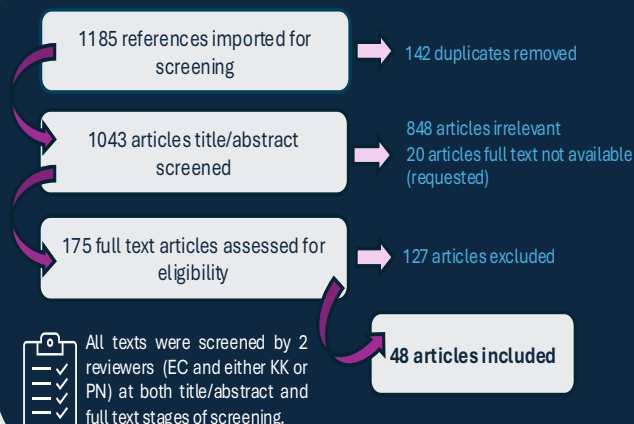 1185 references imported for
screening
142 duplicates removed
1043 articles title/abstract
screened
848 articles irrelevant
20 articles full text not available
(requested)
175 full text articles assessed for
eligibility
127 articles excluded
48 articles included
All texts were screened by 2
reviewers (EC and either KK or
PN) at both title/abstract and
full text stages of screening.